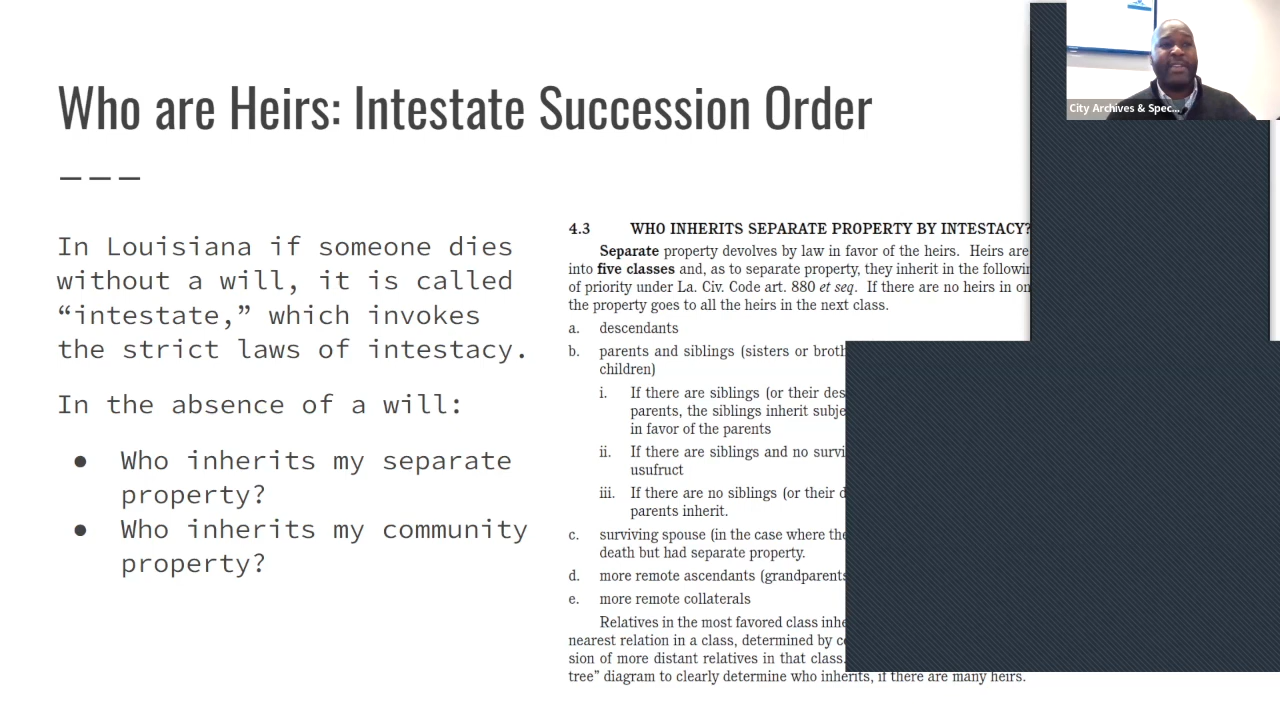 Who are Heirs: Intestate Succession Order
In Louisiana if someone dies
without a will, it is called
“intestate,” which invokes
the strict laws of intestacy.
In the absence of a will:
● Who inherits my separate
property?
● Who inherits my community
property?
4.3 WHO INHERITS SEPARATE PROPERTY BY INTESTACY?
Separate property devolves by law in favor of the heirs. Heirs are
into five classes and, as to separate property, they inherit in the
of priority under La. Civ. Code art. 880 et seq. If there are no heirs in
the property goes to all the heirs in the next class.
a. descendants
b. parents and siblings (sisters or
children)
i. If there are siblings (or their
parents, the siblings inherit
in favor of the parents
ii. If there are siblings and no
usufruct
iii. If there are no siblings (or their
parents inherit.
c. surviving spouse (in the case where
death but had separate property.
d. more remote ascendants (grandparents
e. more remote collaterals
Relatives in the most favored class
nearest relation in a class, determined by
sion of more distant relatives in that class.
tree” diagram to clearly determine who inherits, if there are many heirs.
City Archives & Spec...